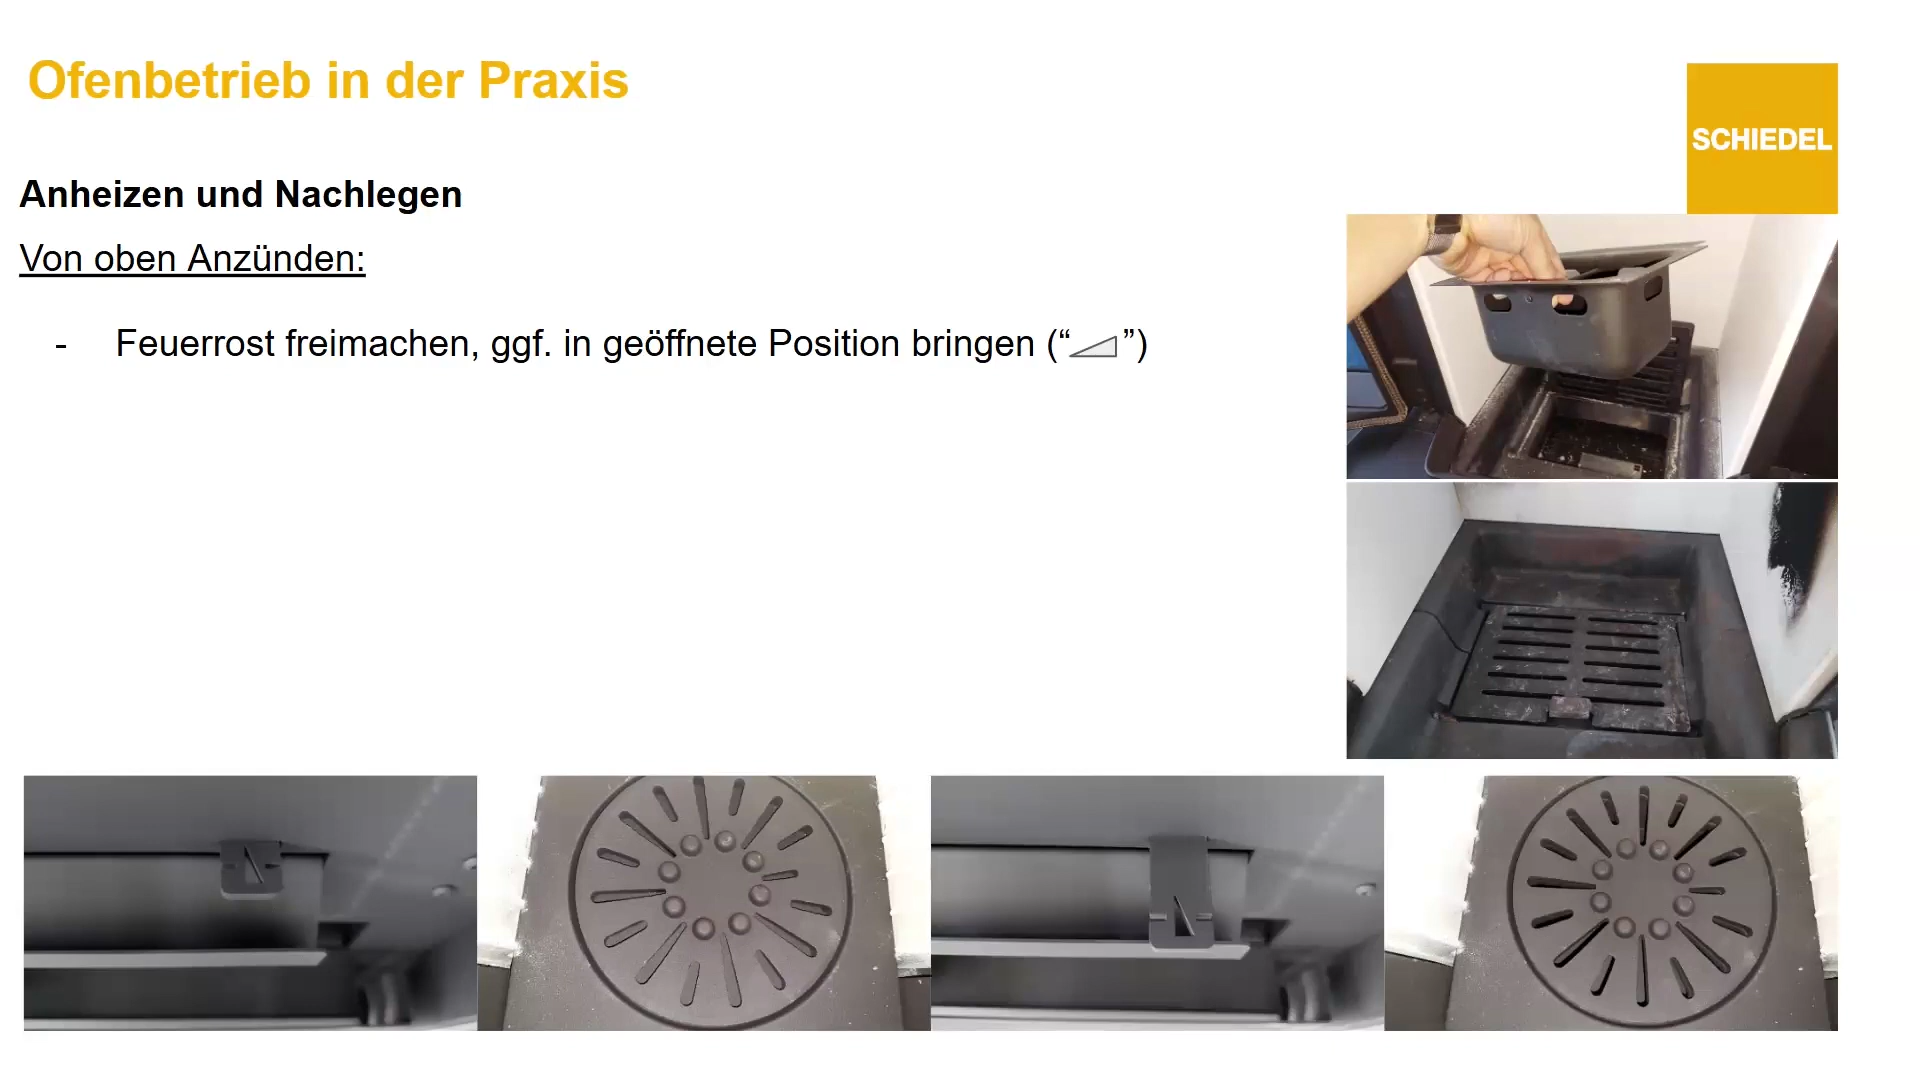 Ofenbetrieb in der Praxis
SCHIEDEL
Anheizen und Nachlegen
Von oben Anzünden:
- Feuerrost freimachen, ggf. in geöffnete Position bringen (“ ”)